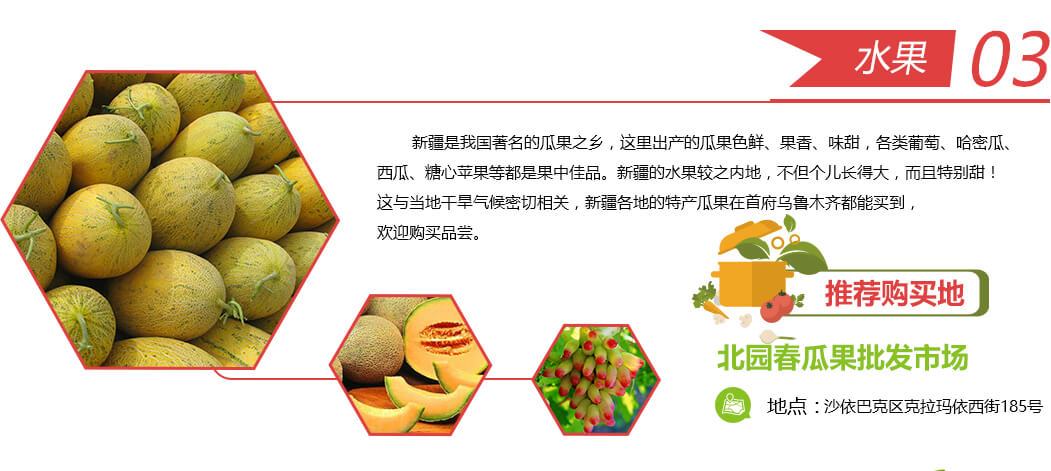 水果 03
新疆是我国著名的瓜果之乡，这里出产的瓜果色鲜、果香、味甜，各类葡萄、哈密瓜、
西瓜、糖心苹果等都是果中佳品。新疆的水果较之内地，不但个儿长得大，而且特别甜！
这与当地干旱气候密切相关，新疆各地的特产瓜果在首府乌鲁木齐都能买到，
欢迎购买品尝。
推荐购买地
北园春瓜果批发市场
地点：沙依巴克区克拉玛依西街185号